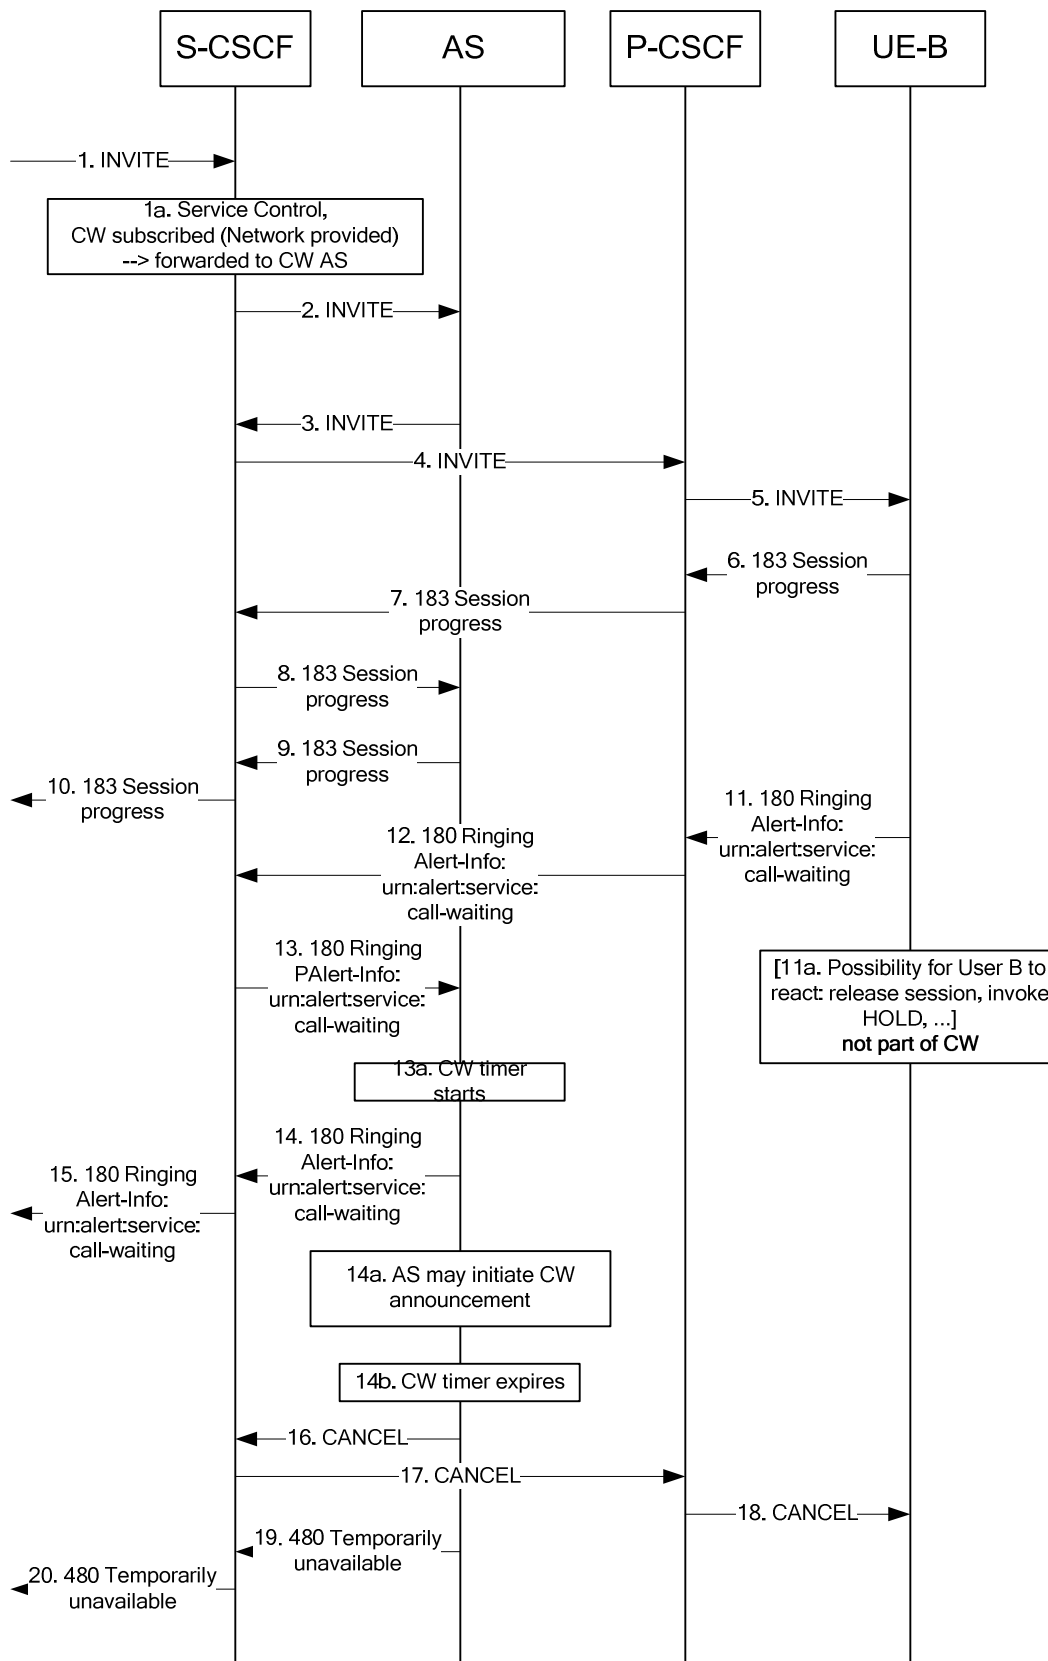 S-CSCF
AS
P-CSCF
UE-B
1. INVITE
1a. Service Control,
CW subscribed (Network provided)
--> forwarded to CW AS
2. INVITE
3. INVITE
4. INVITE
5. INVITE
6. 183 Session
progress
7. 183 Session
progress
8. 183 Session
progress
9. 183 Session
progress
10. 183 Session
progress
11. 180 Ringing
Alert-Info:
urn:alert:service:
call-waiting
12. 180 Ringing
Alert-Info:
urn:alert:service:
call-waiting
13. 180 Ringing
PAlert-Info:
urn:alert:service:
call-waiting
[11a. Possibility for User B to
react: release session, invoke
HOLD, ...]
not part of CW
13a. CW timer
starts
14. 180 Ringing
Alert-Info:
urn:alert:service:
call-waiting
15. 180 Ringing
Alert-Info:
urn:alert:service:
call-waiting
14a. AS may initiate CW
announcement
14b. CW timer expires
16. CANCEL
17. CANCEL
18. CANCEL
19. 480 Temporarily
unavailable
20. 480 Temporarily
unavailable